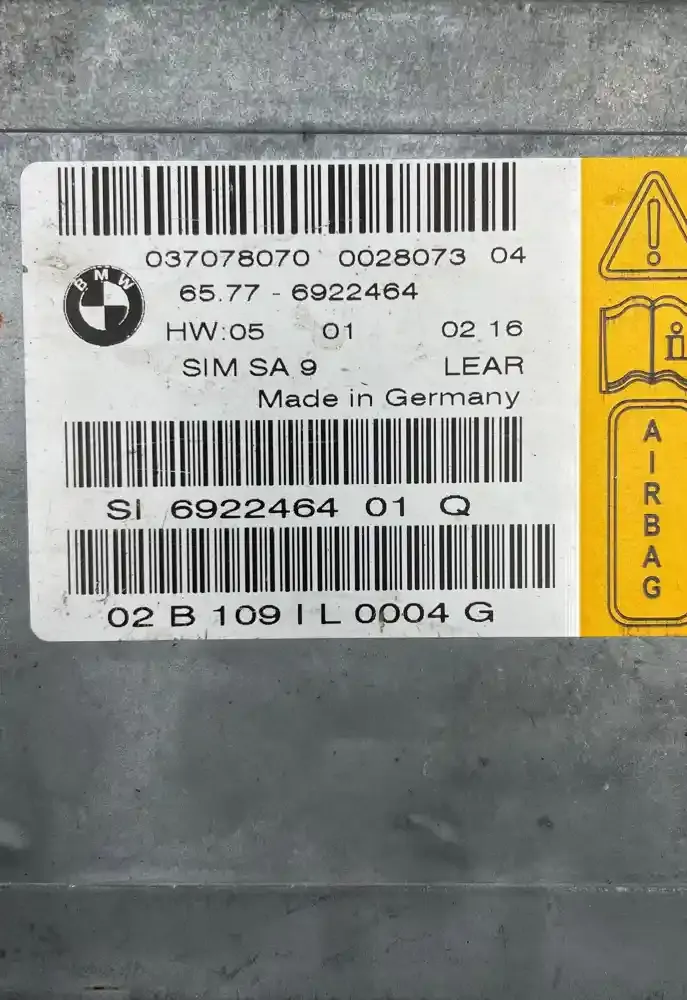 037078070 0028073 04
BMW
65.77 - 6922464
HW:05 01 02 16
SIM SA 9 LEAR
Made in Germany
SI 6922464 01 Q
02 B 109 I L 0004 G
!
i
AIRBAG